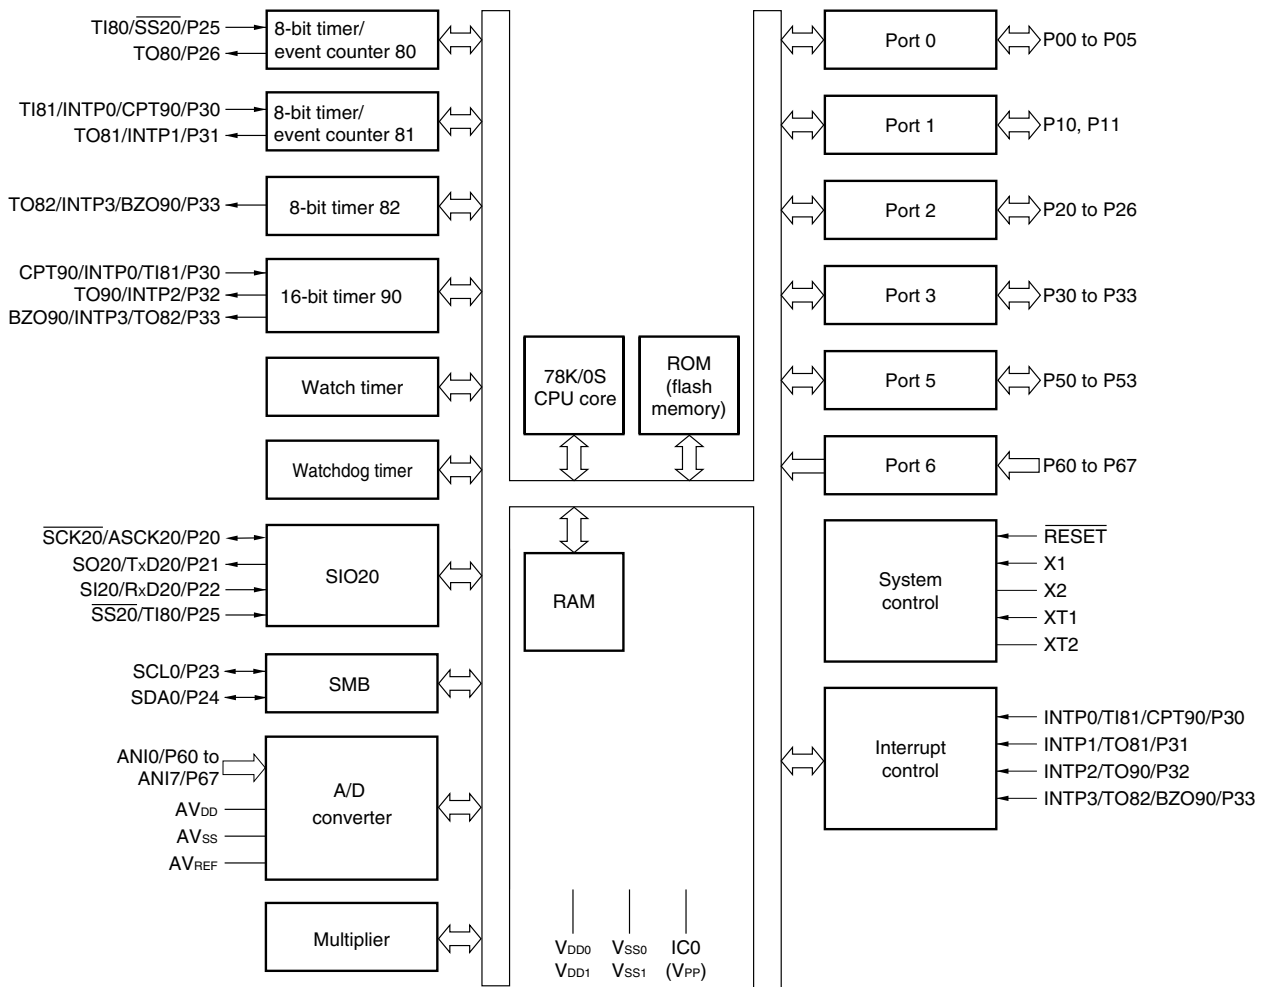 TI80/SS20/P25
TO80/P26
8-bit timer/
event counter 80
TI81/INTP0/CPT90/P30
TO81/INTP1/P31
8-bit timer/
event counter 81
TO82/INTP3/BZO90/P33
8-bit timer 82
CPT90/INTP0/TI81/P30
TO90/INTP2/P32
BZO90/INTP3/TO82/P33
16-bit timer 90
Watch timer
Watchdog timer
SCK20/ASCK20/P20
SO20/TxD20/P21
SI20/RxD20/P22
SS20/TI80/P25
SIO20
SCL0/P23
SDA0/P24
SMB
ANI0/P60 to
ANI7/P67
AVDD
AVSS
AVREF
A/D
converter
Multiplier
78K/0S
CPU core
ROM
(flash
memory)
RAM
VDD0
VDD1
VSS0
VSS1
IC0
(VPP)
Port 0
P00 to P05
Port 1
P10, P11
Port 2
P20 to P26
Port 3
P30 to P33
Port 5
P50 to P53
Port 6
P60 to P67
System
control
RESET
X1
X2
XT1
XT2
Interrupt
control
INTP0/TI81/CPT90/P30
INTP1/TO81/P31
INTP2/TO90/P32
INTP3/TO82/BZO90/P33